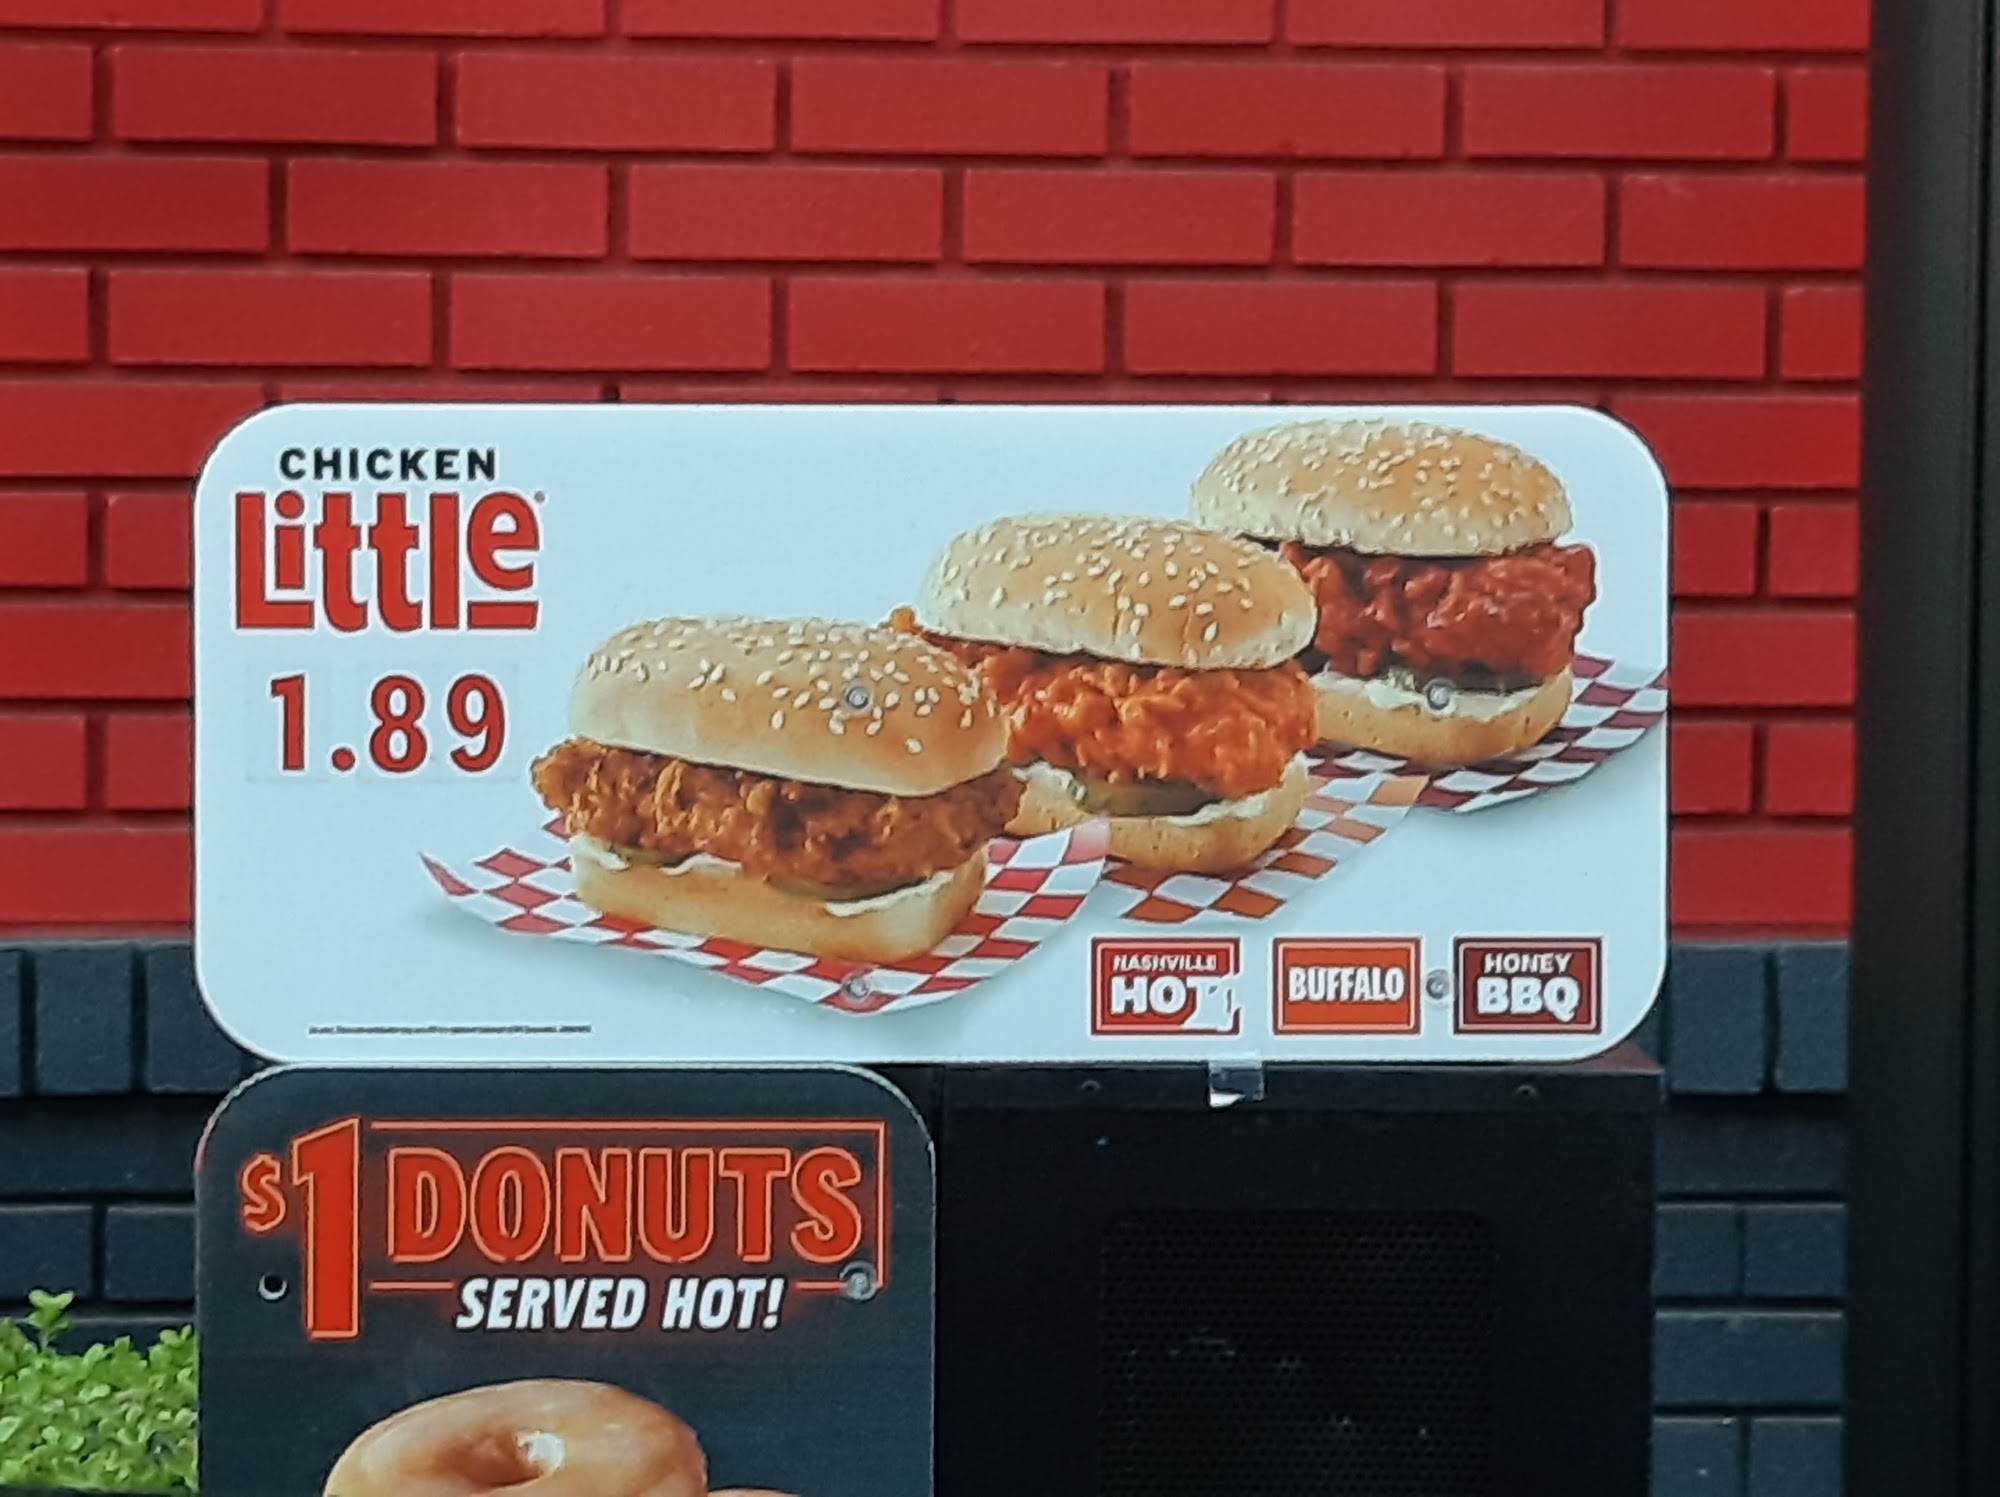 CHICKEN
Little
1.89
NASHVILLE
HOT
BUFFALO
HONEY
BBQ
$1 DONUTS
SERVED HOT!